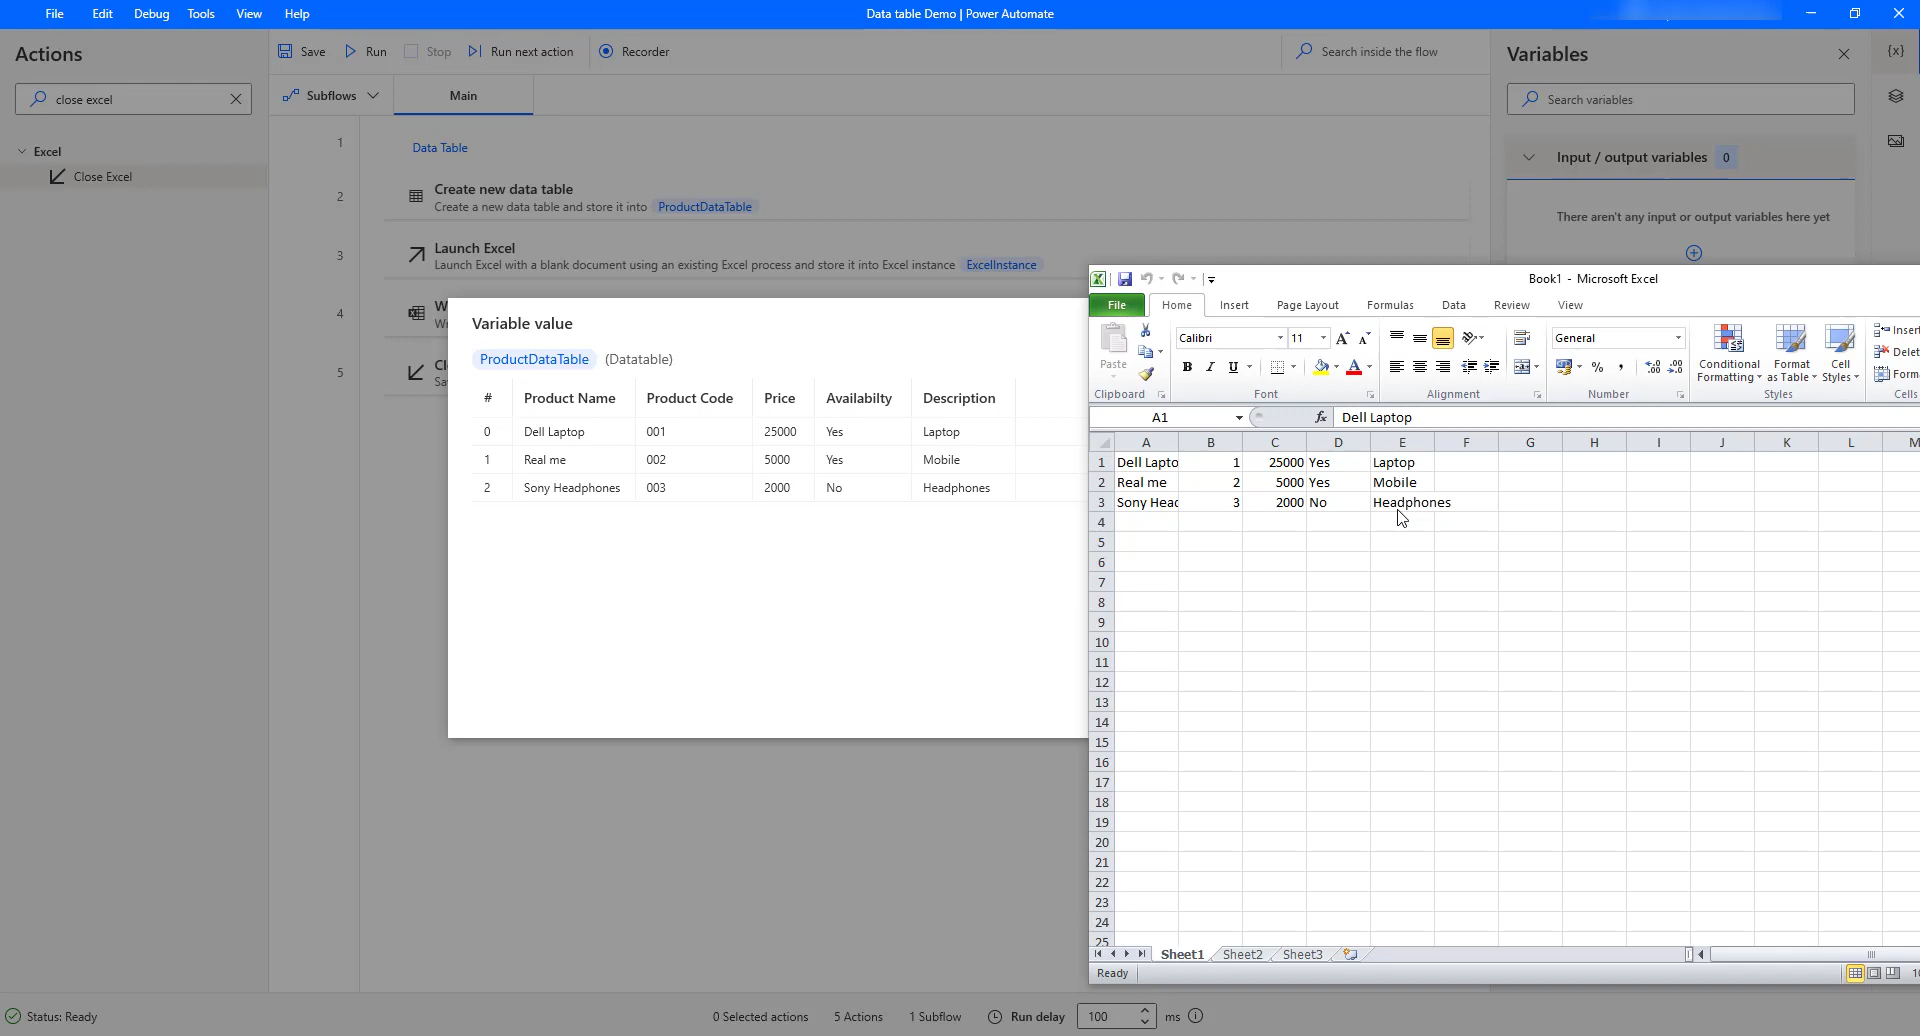 File Edit Debug Tools View Help
Data table Demo | Power Automate
Actions
close excel
Excel
Close Excel
Save Run Stop Run next action Recorder
Search inside the flow
Subflows Main
1 Data Table
2 Create new data table
Create a new data table and store it into ProductDataTable
3 Launch Excel
Launch Excel with a blank document using an existing Excel process and store it into Excel instance ExcelInstance
4 W
Wr
5 Cl
Sa
Variables
{x}
Search variables
Input / output variables 0
There aren't any input or output variables here yet
Variable value
ProductDataTable (Datatable)
# Product Name Product Code Price Availabilty Description
0 Dell Laptop 001 25000 Yes Laptop
1 Real me 002 5000 Yes Mobile
2 Sony Headphones 003 2000 No Headphones
Book1 - Microsoft Excel
File Home Insert Page Layout Formulas Data Review View
Paste
Calibri 11
B I U
A A
General
% ,
Conditional Formatting
Format as Table
Cell Styles
Insert
Delet
Form
Clipboard Font Alignment Number Styles Cells
A1 fx Dell Laptop
A B C D E F G H I J K L M
1 Dell Lapto 1 25000 Yes Laptop
2 Real me 2 5000 Yes Mobile
3 Sony Head 3 2000 No Headphones
4
5
6
7
8
9
10
11
12
13
14
15
16
17
18
19
20
21
22
23
24
25
Sheet1 Sheet2 Sheet3
Ready 10
Status: Ready
0 Selected actions 5 Actions 1 Subflow Run delay 100 ms